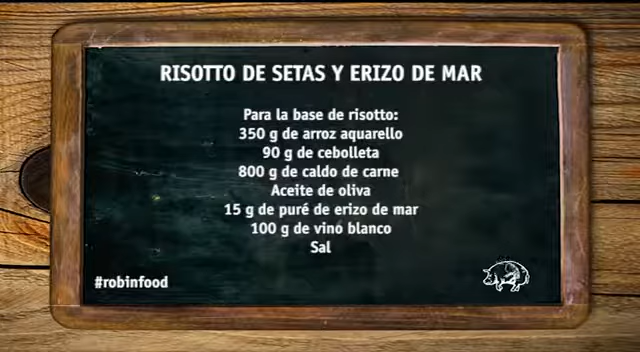 RISOTTO DE SETAS Y ERIZO DE MAR
Para la base de risotto:
350 g de arroz aquarello
90 g de cebolleta
800 g de caldo de carne
Aceite de oliva
15 g de puré de erizo de mar
100 g de vino blanco
Sal
#robinfood